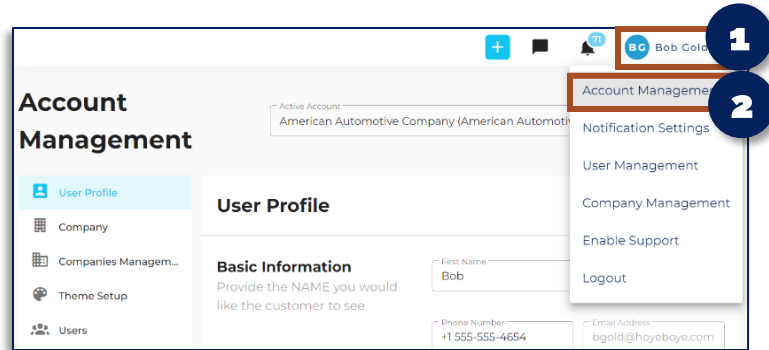 1
71
BG Bob Gold
Account
Management
Active Account
American Automotive Company (American Automoti
Account Manageme
2
Notification Settings
User Management
Company Management
Enable Support
Logout
User Profile
Company
Companies Managem...
Theme Setup
Users
User Profile
Basic Information
Provide the NAME you would
like the customer to see
First Name
Bob
Phone Number
+1 555-555-4654
Email Address
bgold@hoyeboye.com